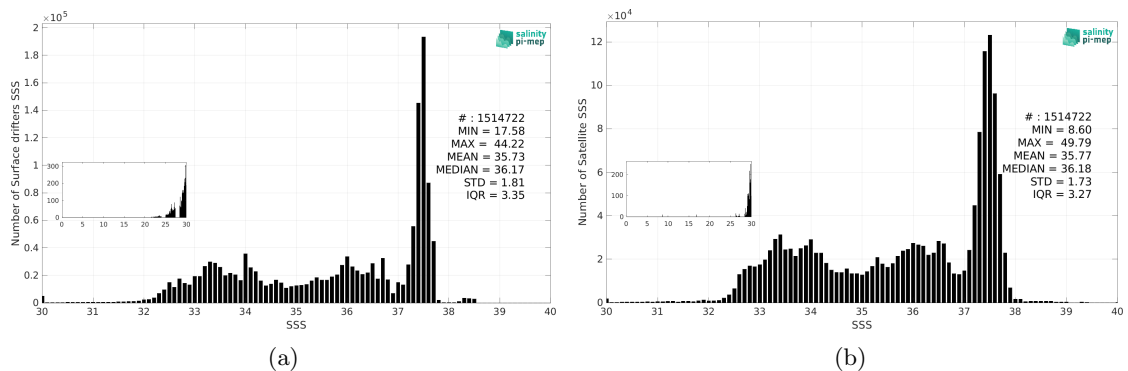 ×10⁵
2
1.8
1.6
1.4
1.2
1
0.8
0.6
0.4
0.2
0
Number of Surface drifters SSS
30 31 32 33 34 35 36 37 38 39 40
SSS
salinity
pi-mep
# : 1514722
MIN = 17.58
MAX = 44.22
MEAN = 35.73
MEDIAN = 36.17
STD = 1.81
IQR = 3.35
300
200
100
0
0 5 10 15 20 25 30
(a)
×10⁴
12
10
8
6
4
2
0
Number of Satellite SSS
30 31 32 33 34 35 36 37 38 39 40
SSS
salinity
pi-mep
# : 1514722
MIN = 8.60
MAX = 49.79
MEAN = 35.77
MEDIAN = 36.18
STD = 1.73
IQR = 3.27
200
100
0
0 5 10 15 20 25 30
(b)